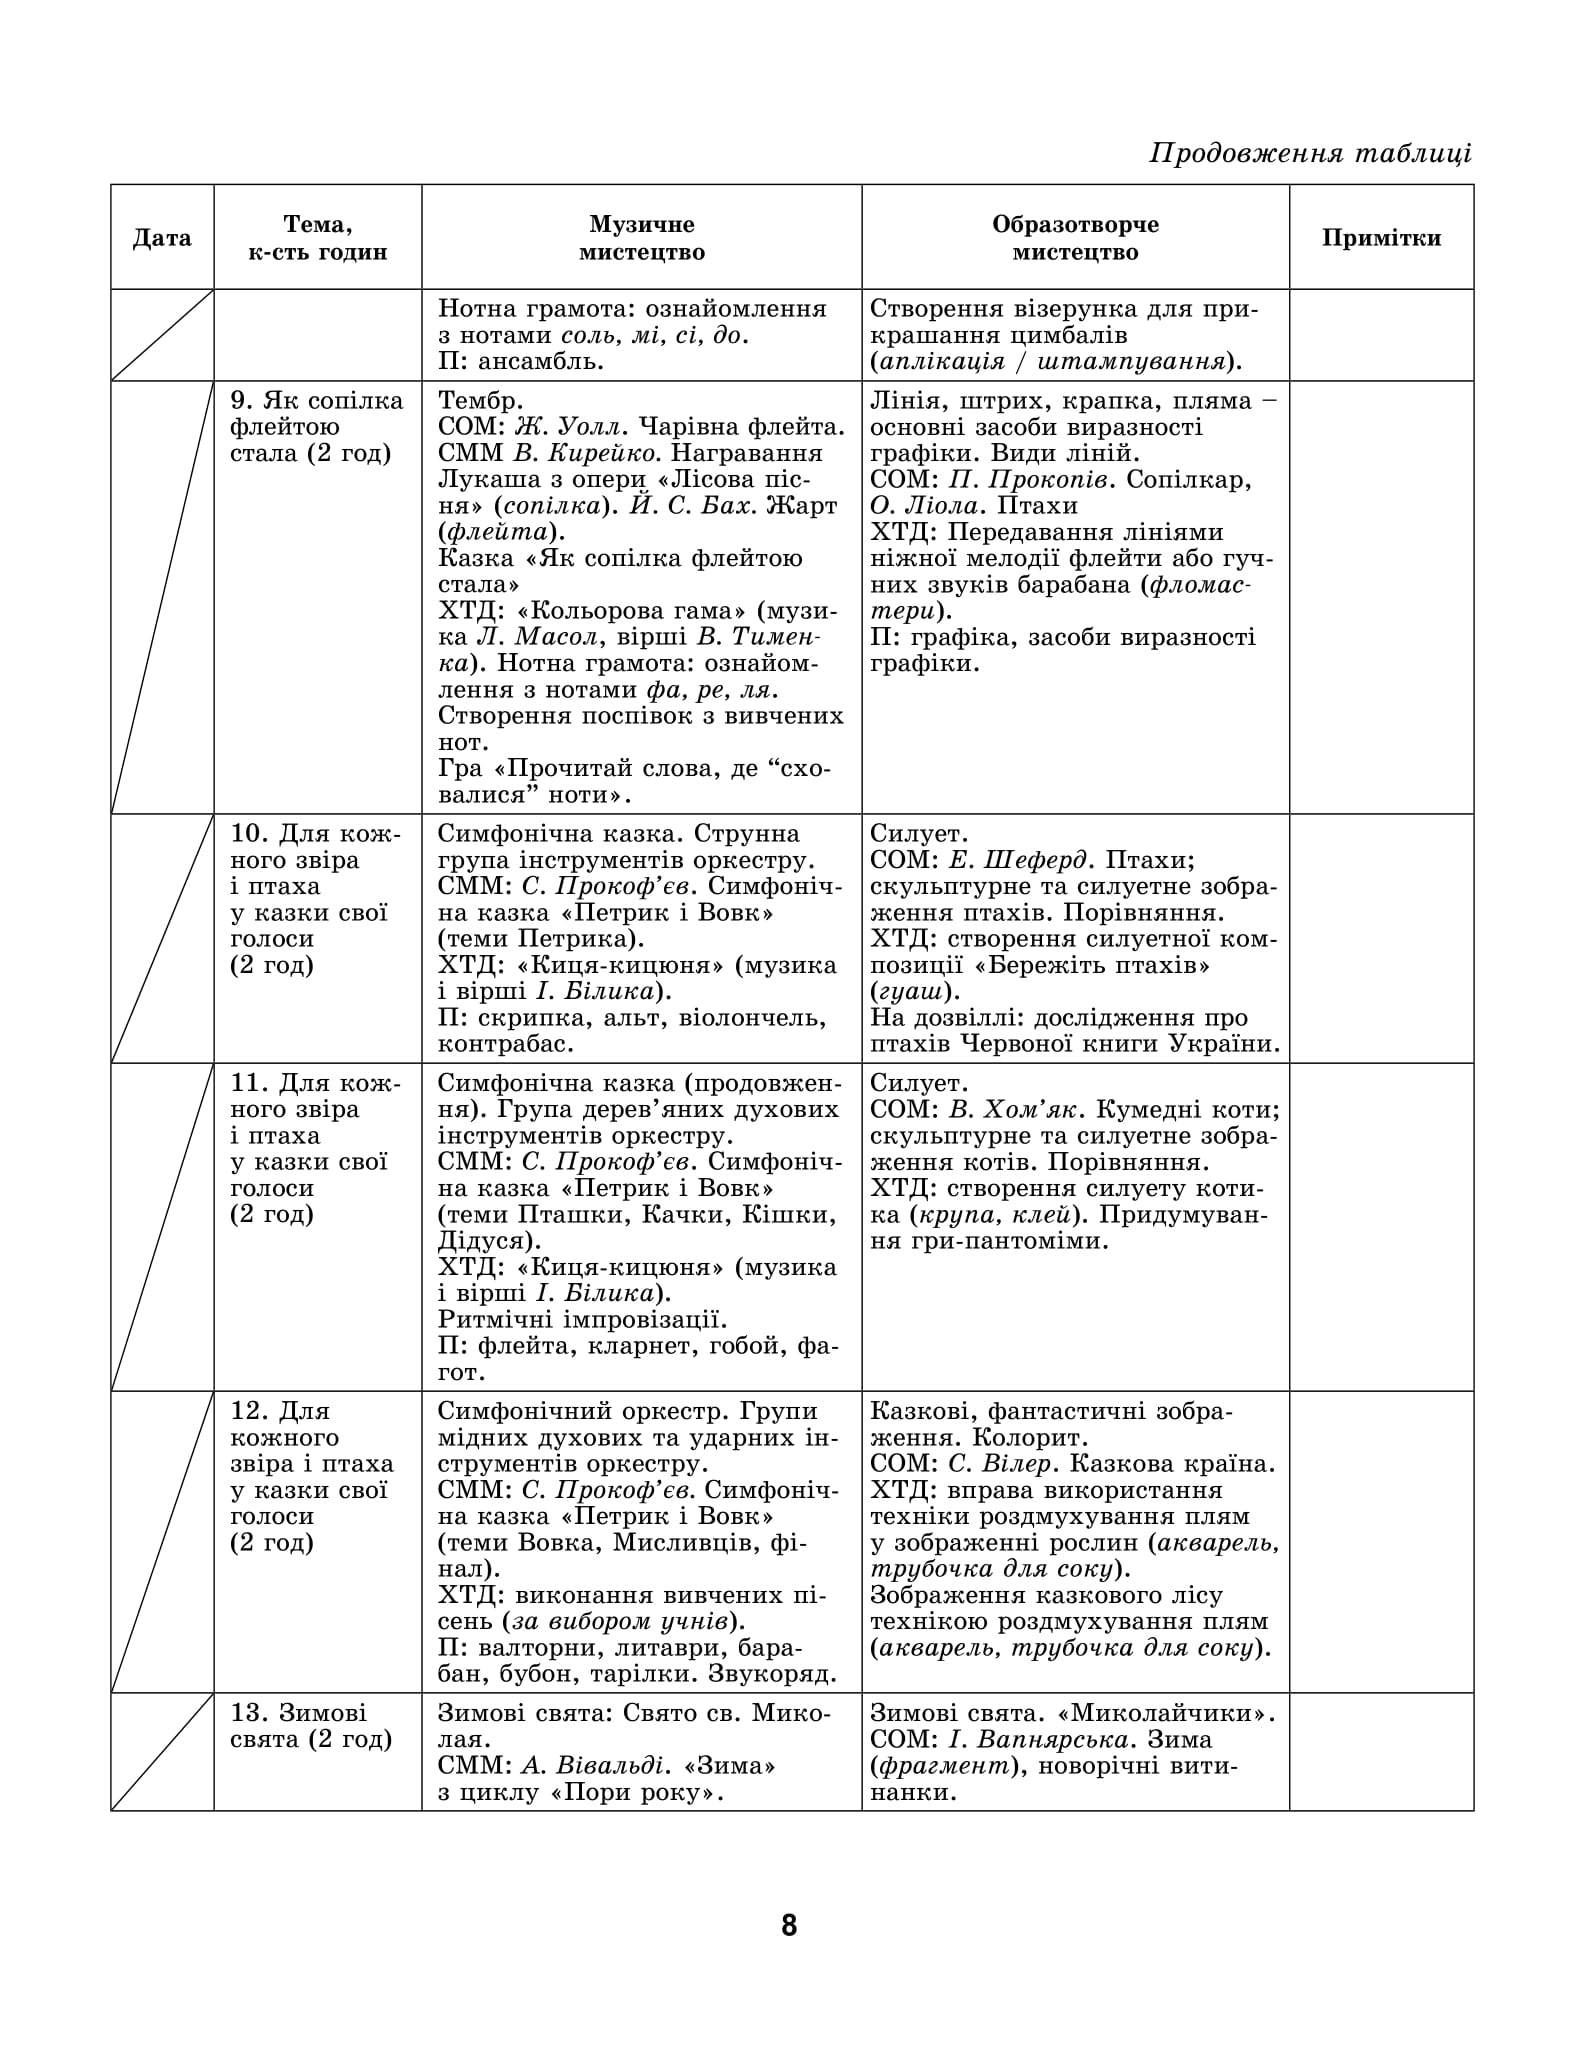 Продовження таблиці
Дата
Тема,
к-сть годин
Музичне
мистецтво
Образотворче
мистецтво
Примітки
Нотна грамота: ознайомлення
з нотами соль, мі, сі, до.
П: ансамбль.
Створення візерунка для при-
крашання цимбалів
(аплікація / штампування).
9. Як сопілка
флейтою
стала (2 год)
Тембр.
СОМ: Ж. Уолл. Чарівна флейта.
СММ В. Кирейко. Награвання
Лукаша з опери «Лісова піс-
ня» (сопілка). Й. С. Бах. Жарт
(флейта).
Казка «Як сопілка флейтою
стала»
ХТД: «Кольорова гама» (музи-
ка Л. Масол, вірші В. Тимен-
ка). Нотна грамота: ознайом-
лення з нотами фа, ре, ля.
Створення поспівок з вивчених
нот.
Гра «Прочитай слова, де “схо-
валися” ноти».
Лінія, штрих, крапка, пляма –
основні засоби виразності
графіки. Види ліній.
СОМ: П. Прокопів. Сопілкар,
О. Ліола. Птахи
ХТД: Передавання лініями
ніжної мелодії флейти або гуч-
них звуків барабана (фломас-
тери).
П: графіка, засоби виразності
графіки.
10. Для кож-
ного звіра
і птаха
у казки свої
голоси
(2 год)
Симфонічна казка. Струнна
група інструментів оркестру.
СММ: С. Прокоф’єв. Симфоніч-
на казка «Петрик і Вовк»
(теми Петрика).
ХТД: «Киця-кицюня» (музика
і вірші І. Білика).
П: скрипка, альт, віолончель,
контрабас.
Силует.
СОМ: Е. Шеферд. Птахи;
скульптурне та силуетне зобра-
ження птахів. Порівняння.
ХТД: створення силуетної ком-
позиції «Бережіть птахів»
(гуаш).
На дозвіллі: дослідження про
птахів Червоної книги України.
11. Для кож-
ного звіра
і птаха
у казки свої
голоси
(2 год)
Симфонічна казка (продовжен-
ня). Група дерев’яних духових
інструментів оркестру.
СММ: С. Прокоф’єв. Симфоніч-
на казка «Петрик і Вовк»
(теми Пташки, Качки, Кішки,
Дідуся).
ХТД: «Киця-кицюня» (музика
і вірші І. Білика).
Ритмічні імпровізації.
П: флейта, кларнет, гобой, фа-
гот.
Силует.
СОМ: В. Хом’як. Кумедні коти;
скульптурне та силуетне зобра-
ження котів. Порівняння.
ХТД: створення силуету коти-
ка (крупа, клей). Придумуван-
ня гри-пантоміми.
12. Для
кожного
звіра і птаха
у казки свої
голоси
(2 год)
Симфонічний оркестр. Групи
мідних духових та ударних ін-
струментів оркестру.
СММ: С. Прокоф’єв. Симфоніч-
на казка «Петрик і Вовк»
(теми Вовка, Мисливців, фі-
нал).
ХТД: виконання вивчених пі-
сень (за вибором учнів).
П: валторни, литаври, бара-
бан, бубон, тарілки. Звукоряд.
Казкові, фантастичні зобра-
ження. Колорит.
СОМ: С. Вілер. Казкова країна.
ХТД: вправа використання
техніки роздмухування плям
у зображенні рослин (акварель,
трубочка для соку).
Зображення казкового лісу
технікою роздмухування плям
(акварель, трубочка для соку).
13. Зимові
свята (2 год)
Зимові свята: Свято св. Мико-
лая.
СММ: А. Вівальді. «Зима»
з циклу «Пори року».
Зимові свята. «Миколайчики».
СОМ: І. Вапнярська. Зима
(фрагмент), новорічні вити-
нанки.
8